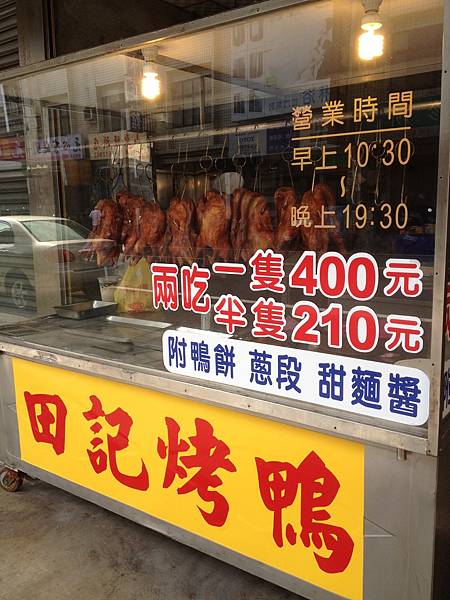 營業時間
早上10:30
～
晚上19:30
兩吃 一隻400元
半隻210元
附鴨餅 蔥段 甜麵醬
田記烤鴨